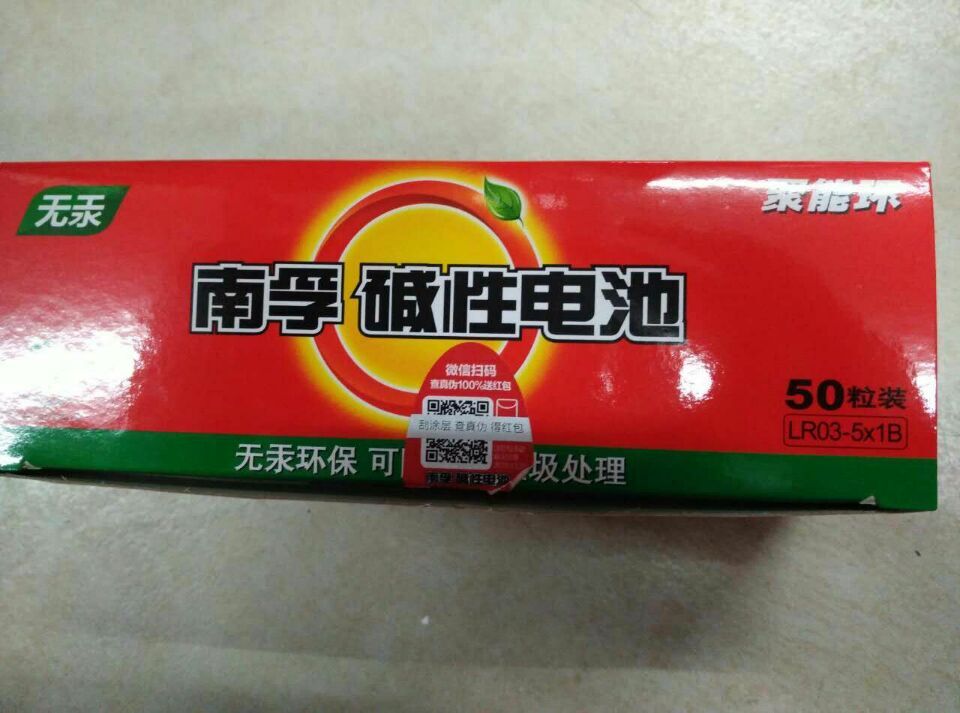 无汞
聚能环
南孚 碱性电池
微信扫码
查真伪100%送红包
刮涂层 查真伪 得红包
50粒装
LR03-5x1B
无汞环保 可
圾处理
南孚 碱性电池